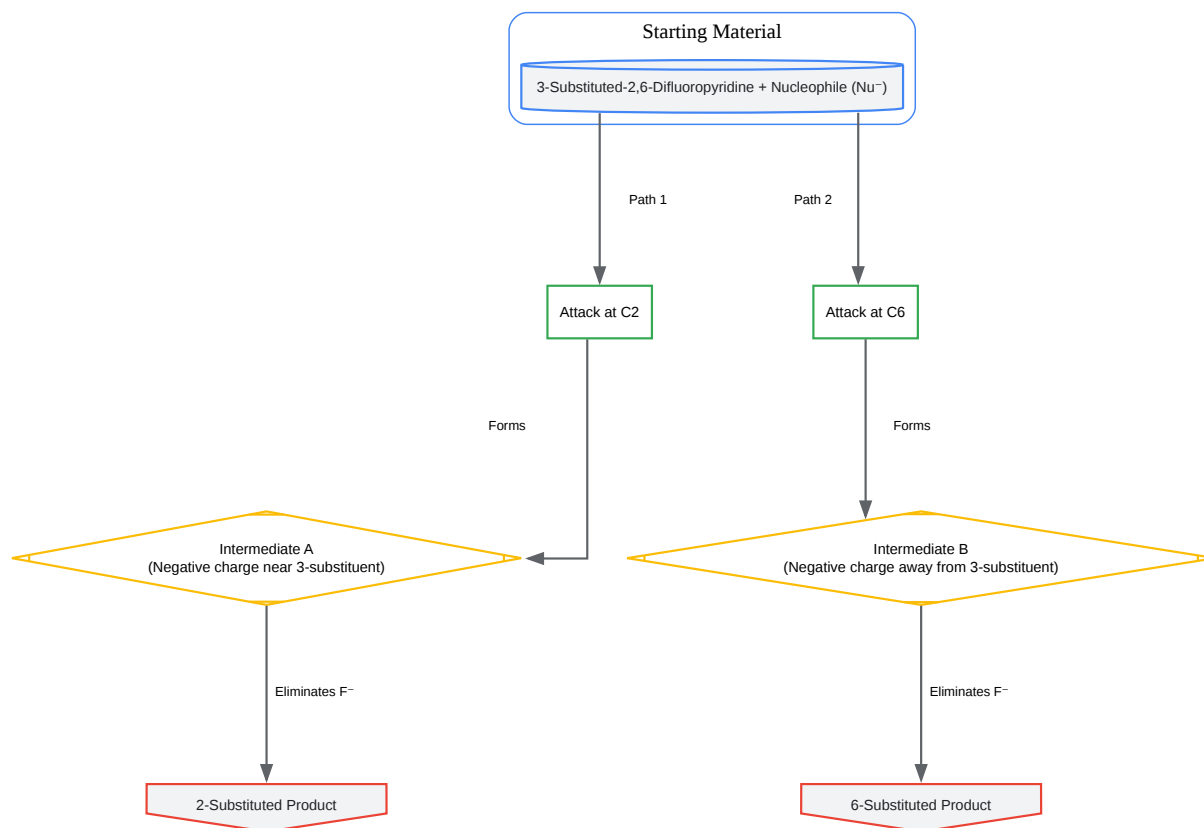 Starting Material
3-Substituted-2,6-Difluoropyridine + Nucleophile (Nu⁻)
Path 1
Path 2
Attack at C2
Attack at C6
Forms
Forms
Intermediate A
(Negative charge near 3-substituent)
Intermediate B
(Negative charge away from 3-substituent)
Eliminates F⁻
Eliminates F⁻
2-Substituted Product
6-Substituted Product